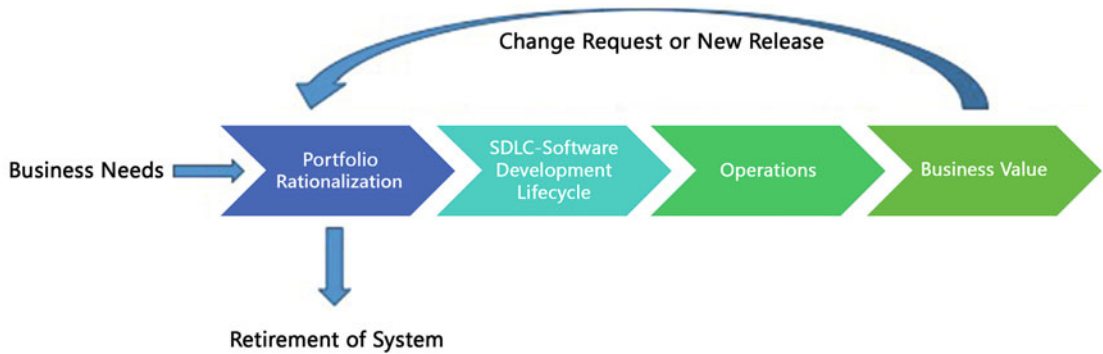 Change Request or New Release
Business Needs
Portfolio
Rationalization
SDLC-Software
Development
Lifecycle
Operations
Business Value
Retirement of System